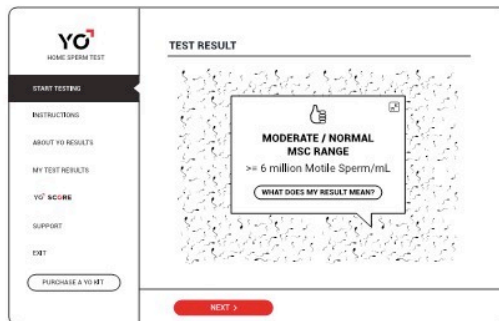 YO
HOME SPERM TEST
START TESTING
INSTRUCTIONS
ABOUT YO RESULTS
MY TEST RESULTS
YO SCORE
SUPPORT
EXIT
PURCHASE A YO KIT
TEST RESULT
MODERATE / NORMAL
MSC RANGE
>= 6 million Motile Sperm/mL
WHAT DOES MY RESULT MEAN?
NEXT >